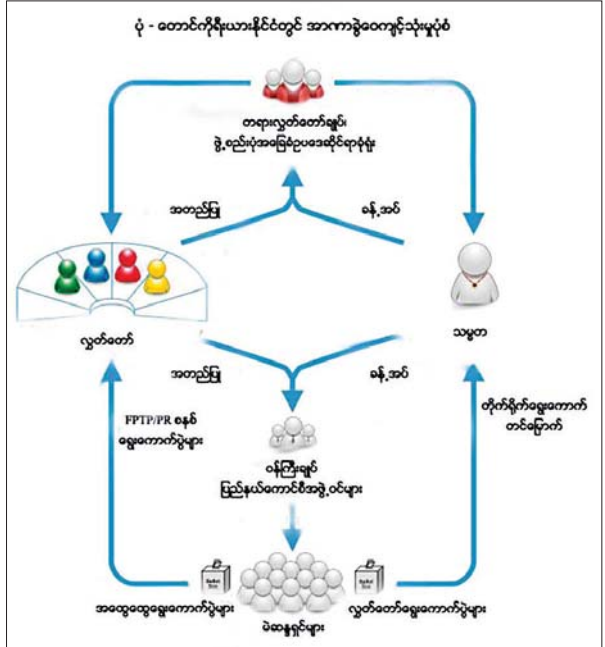 ပုံ - တောင်ကိုရီးယားနိုင်ငံတွင် အာဏာခွဲဝေကျင့်သုံးမှုပုံစံ
တရားလွှတ်တော်ချုပ်၊
ဖွဲ့စည်းပုံအခြေခံဥပဒေဆိုင်ရာခုံရုံး
အတည်ပြု
ခန့်အပ်
လွှတ်တော်
သမ္မတ
အတည်ပြု
ခန့်အပ်
FPTP/PR စနစ်
ရွေးကောက်ပွဲများ
တိုက်ရိုက်ရွေးကောက်
တင်မြှောက်
ဝန်ကြီးချုပ်
ပြည်နယ်ကောင်စီအဖွဲ့ဝင်များ
အထွေထွေရွေးကောက်ပွဲများ
လွှတ်တော်ရွေးကောက်ပွဲများ
မဲဆန္ဒရှင်များ